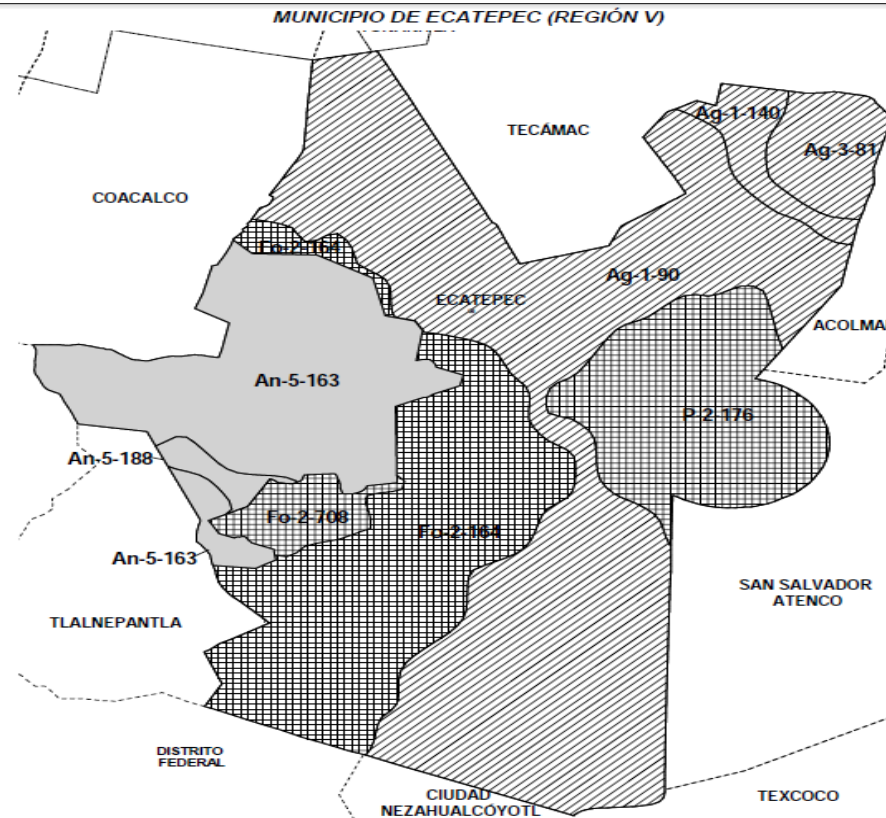 MUNICIPIO DE ECATEPEC (REGIÓN V)
TECÁMAC
Ag-1-140
Ag-3-81
COACALCO
Fo-2-164
Ag-1-90
ECATEPEC
An-5-163
P-2-176
An-5-188
Fo-2-708
Fo-2-164
An-5-163
SAN SALVADOR
ATENCO
TLALNEPANTLA
DISTRITO
FEDERAL
CIUDAD
NEZAHUALCÓYOTL
TEXCOCO